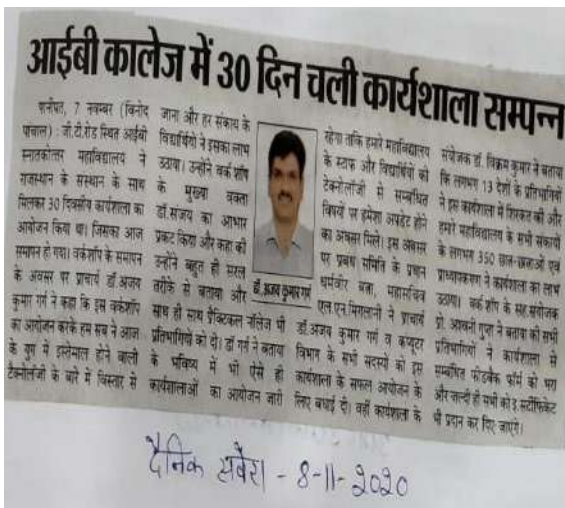 आईबी कालेज में 30 दिन चली कार्यशाला सम्पन्न
पानीपत, 7 नवम्बर (विनोद
पांचाल) : जी.टी.रोड स्थित आईबी
स्नातकोत्तर महाविद्यालय ने
राजस्थान के संस्थान के साथ
मिलकर 30 दिवसीय कार्यशाला का
आयोजन किया था। जिसका आज
समापन हो गया। वर्कशॉप के समापन
के अवसर पर प्राचार्य डॉ.अजय
कुमार गर्ग ने कहा कि इस वर्कशॉप
का आयोजन करके हम सब ने आज
के युग में इस्तेमाल होने वाली
टैक्नोलॉजी के बारे में विस्तार से
जाना और हर संकाय के
विद्यार्थियों ने इसका लाभ
उठाया। उन्होंने वर्क शॉप
के मुख्य वक्ता
डॉ.संजय का आभार
प्रकट किया और कहा की
उन्होंने बहुत ही सरल
तरीके से बताया और
साथ ही साथ प्रैक्टिकल नॉलेज भी
प्रतिभागियों को दी। डॉ गर्ग ने बताया
के भविष्य में भी ऐसे ही
कार्यशालाओं का आयोजन जारी
डॉ. अजय कुमार गर्ग
रहेगा ताकि हमारे महाविद्यालय
के स्टाफ और विद्यार्थियों को
टेक्नोलॉजी से सम्बंधित
विषयों पर हमेशा अपडेट होने
का अवसर मिले। इस अवसर
पर प्रबंध समिति के प्रधान
धर्मवीर बत्रा, महासचिव
एल.एन.मिगलानी ने प्राचार्य
डॉ.अजय कुमार गर्ग व कंप्यूटर
विभाग के सभी सदस्यों को इस
कार्यशाला के सफल आयोजन के
लिए बधाई दी। वहीं कार्यशाला के
संयोजक डॉ. विक्रम कुमार ने बताया
कि लगभग 13 देशों के प्रतिभागियों
ने इस कार्यशाला में शिरकत की और
हमारे महाविद्यालय के सभी संकायों
के लगभग 350 छात्र-छात्राओं एवं
प्राध्यापकगण ने कार्यशाला का लाभ
उठाया। वर्क शॉप के सह संयोजक
प्रो. अश्वनी गुप्ता ने बताया की सभी
प्रतिभागियों ने कार्यशाला से
सम्बंधित फीडबैक फॉर्म को भरा
और जल्दी ही सभी को इ सर्टीफिकेट
भी प्रदान कर दिए जाएंगे।
दैनिक सवेरा - 8-11-2020